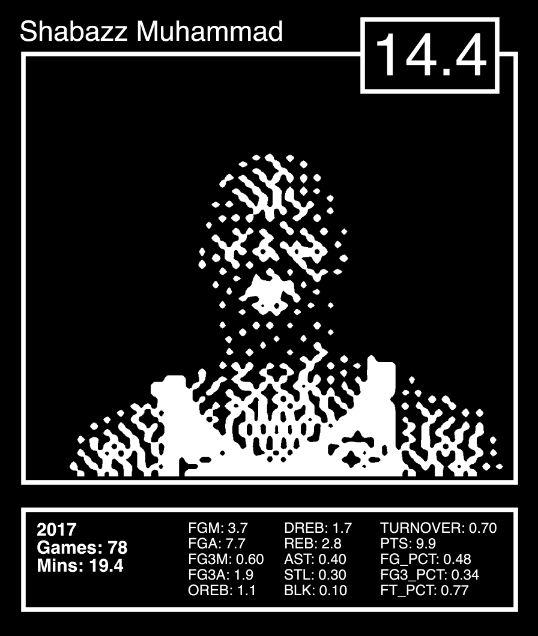 Shabazz Muhammad
14.4
2017
Games: 78
Mins: 19.4
FGM: 3.7
FGA: 7.7
FG3M: 0.60
FG3A: 1.9
OREB: 1.1
DREB: 1.7
REB: 2.8
AST: 0.40
STL: 0.30
BLK: 0.10
TURNOVER: 0.70
PTS: 9.9
FG_PCT: 0.48
FG3_PCT: 0.34
FT_PCT: 0.77